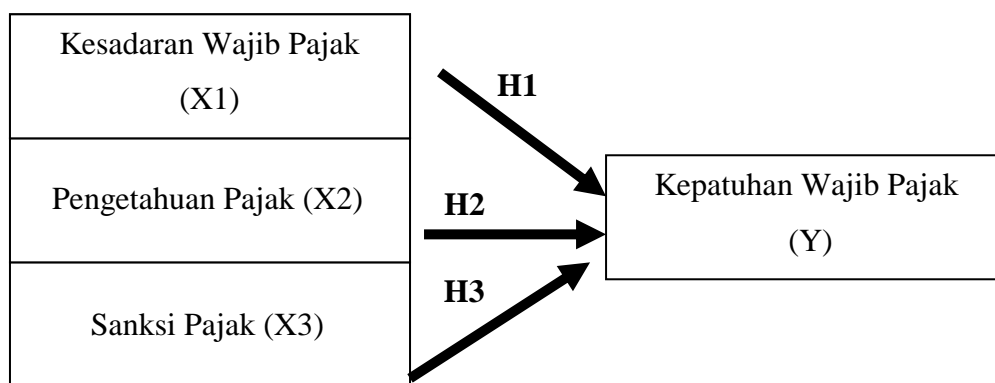 Kesadaran Wajib Pajak
(X1)
Pengetahuan Pajak (X2)
Sanksi Pajak (X3)
H1
H2
H3
Kepatuhan Wajib Pajak
(Y)